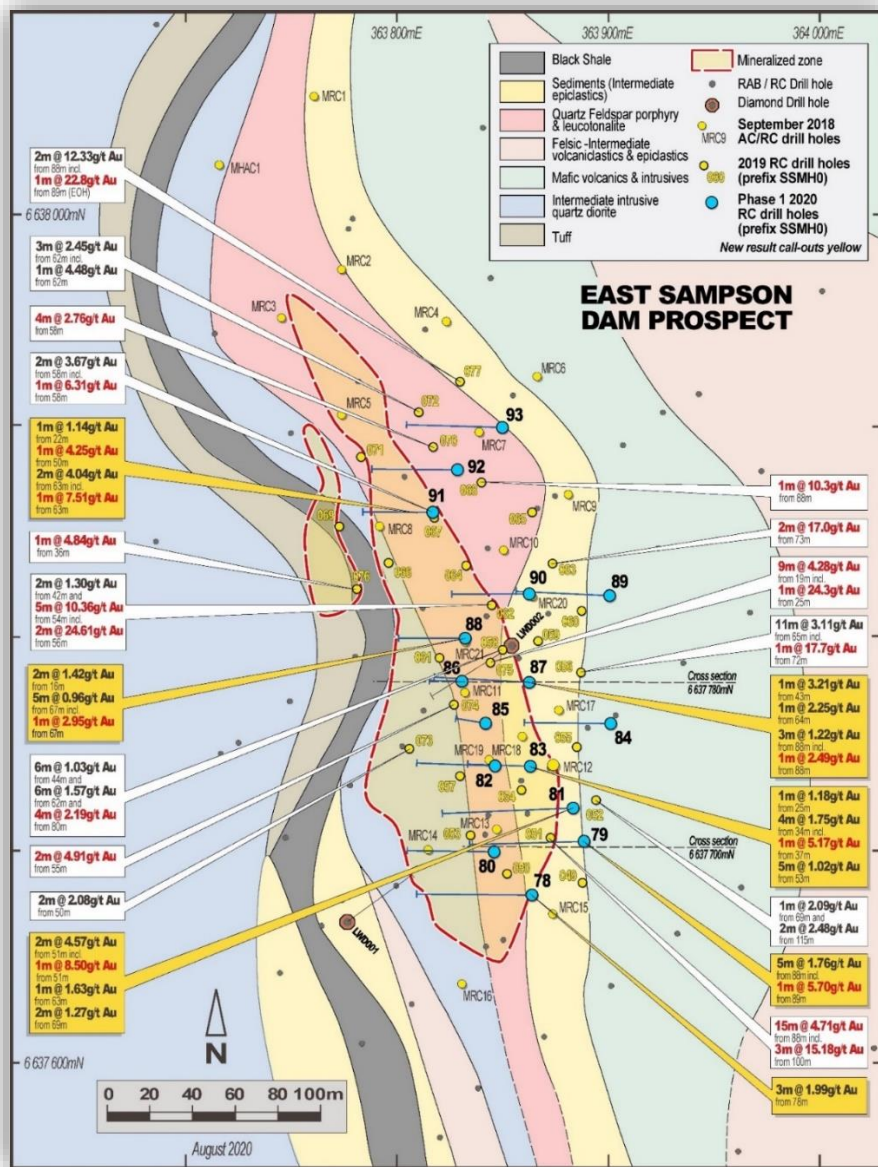 363 800mE
363 900mE
364 000mE
Black Shale
Sediments (Intermediate
epiclastics)
Quartz Feldspar porphyry
& leucotonalite
Felsic -Intermediate
volcaniclastics & epiclastics
Mafic volcanics & intrusives
Intermediate intrusive
quartz diorite
Tuff
Mineralized zone
RAB / RC Drill hole
Diamond Drill hole
MRC9
September 2018
AC/RC drill holes
2019 RC drill holes
(prefix SSMH0)
Phase 1 2020
RC drill holes
(prefix SSMH0)
New result call-outs yellow
EAST SAMPSON
DAM PROSPECT
6 638 000mN
6 637 600mN
2m @ 12.33g/t Au
from 88m incl.
1m @ 22.8g/t Au
from 89m (EOH)
3m @ 2.45g/t Au
from 62m incl.
1m @ 4.48g/t Au
from 62m
4m @ 2.76g/t Au
from 58m
2m @ 3.67g/t Au
from 58m incl.
1m @ 6.31g/t Au
from 58m
1m @ 1.14g/t Au
from 22m
1m @ 4.25g/t Au
from 50m
2m @ 4.04g/t Au
from 63m incl.
1m @ 7.51g/t Au
from 63m
1m @ 4.84g/t Au
from 36m
2m @ 1.30g/t Au
from 42m and
5m @ 10.36g/t Au
from 54m incl.
2m @ 24.61g/t Au
from 56m
2m @ 1.42g/t Au
from 16m
5m @ 0.96g/t Au
from 67m incl.
1m @ 2.95g/t Au
from 67m
6m @ 1.03g/t Au
from 44m and
6m @ 1.57g/t Au
from 62m and
4m @ 2.19g/t Au
from 80m
2m @ 4.91g/t Au
from 55m
2m @ 2.08g/t Au
from 50m
2m @ 4.57g/t Au
from 51m incl.
1m @ 8.50g/t Au
from 51m
1m @ 1.63g/t Au
from 63m
2m @ 1.27g/t Au
from 69m
MRC1
MHAC1
MRC2
MRC3
MRC4
077
MRC6
072
MRC5
93
MRC7
071
92
MRC9
91
MRC8
MRC10
90
89
MRC20
LWD002
88
MRC21
075
86
87
MRC11
074
85
MRC17
84
073
MRC19
MRC18
83
82
MRC12
81
MRC13
MRC14
79
80
78
MRC15
LWD001
MRC16
Cross section
6 637 780mN
Cross section
6 637 700mN
1m @ 10.3g/t Au
from 88m
2m @ 17.0g/t Au
from 73m
9m @ 4.28g/t Au
from 19m incl.
1m @ 24.3g/t Au
from 25m
11m @ 3.11g/t Au
from 65m incl.
1m @ 17.7g/t Au
from 72m
1m @ 3.21g/t Au
from 43m
1m @ 2.25g/t Au
from 64m
3m @ 1.22g/t Au
from 88m incl.
1m @ 2.49g/t Au
from 88m
1m @ 1.18g/t Au
from 25m
4m @ 1.75g/t Au
from 34m incl.
1m @ 5.17g/t Au
from 37m
5m @ 1.02g/t Au
from 53m
1m @ 2.09g/t Au
from 69m and
2m @ 2.48g/t Au
from 115m
5m @ 1.76g/t Au
from 88m incl.
1m @ 5.70g/t Au
from 89m
15m @ 4.71g/t Au
from 88m incl.
3m @ 15.18g/t Au
from 100m
3m @ 1.99g/t Au
from 78m
N
0 20 40 60 80 100m
August 2020